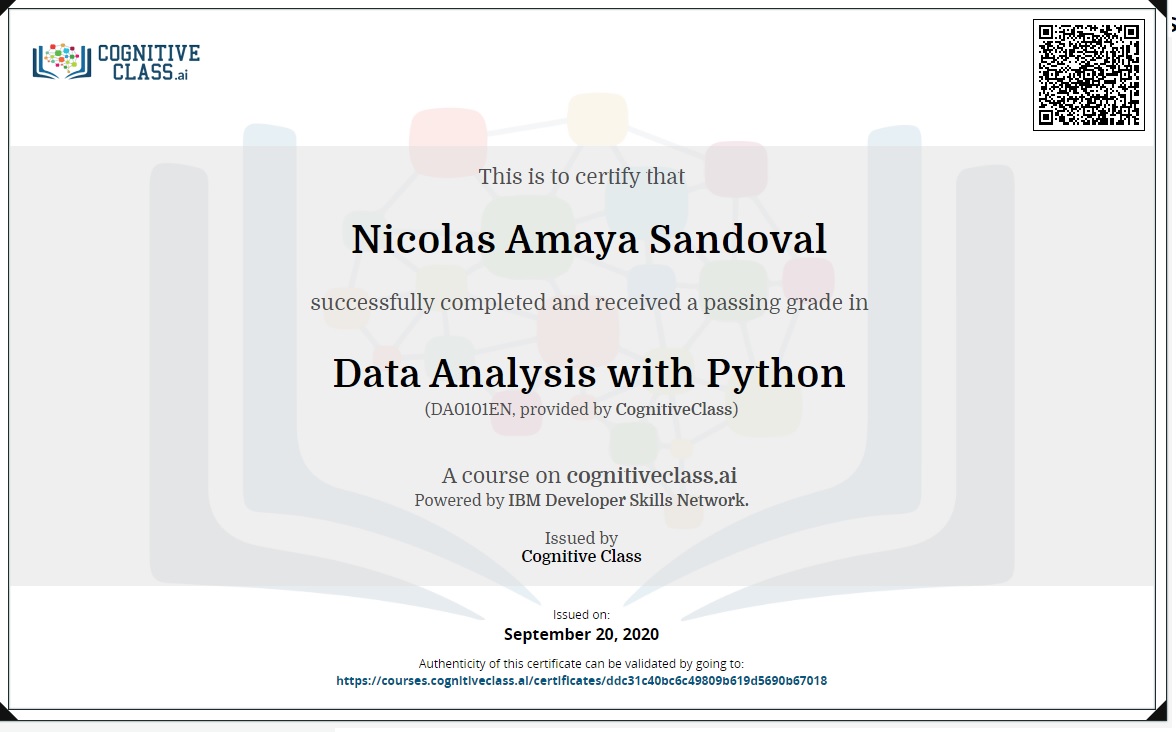 COGNITIVE
CLASS.ai
This is to certify that
Nicolas Amaya Sandoval
successfully completed and received a passing grade in
Data Analysis with Python
(DA0101EN, provided by CognitiveClass)
A course on cognitiveclass.ai
Powered by IBM Developer Skills Network.
Issued by
Cognitive Class
Issued on:
September 20, 2020
Authenticity of this certificate can be validated by going to:
https://courses.cognitiveclass.ai/certificates/ddc31c40bc6c49809b619d5690b67018